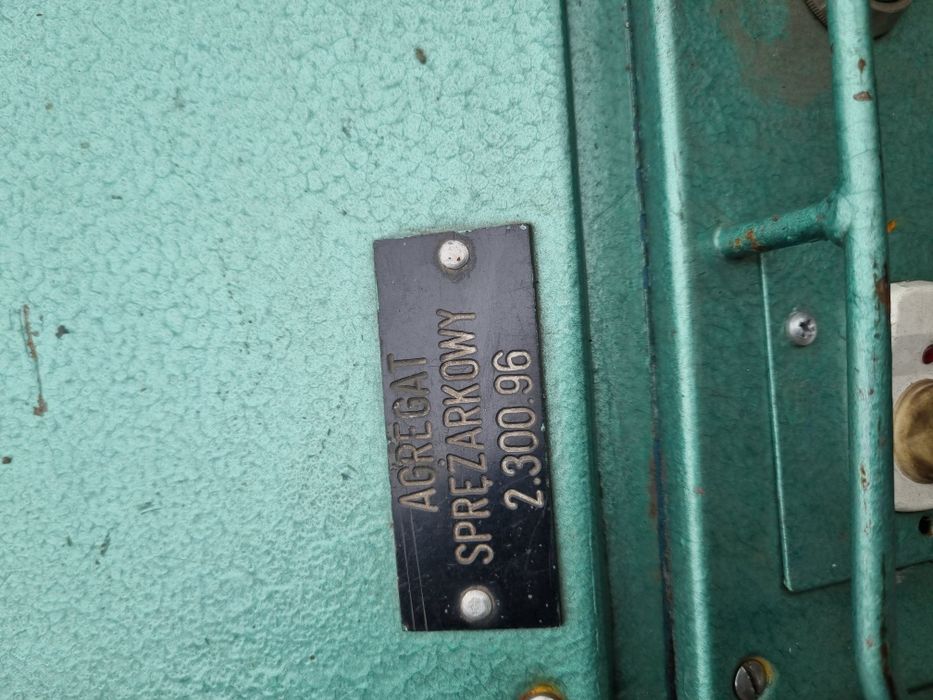 AGREGAT
SPRĘŻARKOWY
2.300.96